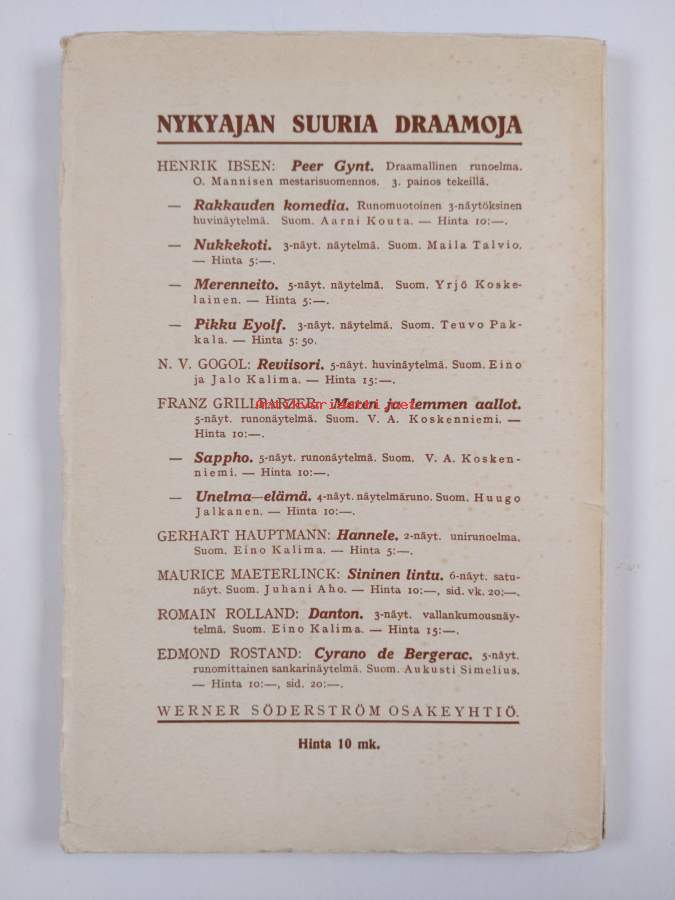 NYKYAJAN SUURIA DRAAMOJA
HENRIK IBSEN: Peer Gynt. Draamallinen runoelma.
O. Mannisen mestarisuomennos. 3. painos tekeillä.
— Rakkauden komedia. Runomuotoinen 3-näytöksinen
huvinäytelmä. Suom. Aarni Kouta. — Hinta 10:—.
— Nukkekoti. 3-näyt. näytelmä. Suom. Maila Talvio.
— Hinta 5:—.
— Merenneito. 5-näyt. näytelmä. Suom. Yrjö Koske-
lainen. — Hinta 5:—.
— Pikku Eyolf. 3-näyt. näytelmä. Suom. Teuvo Pak-
kala. — Hinta 5: 50.
N. V. GOGOL: Reviisori. 5-näyt. huvinäytelmä. Suom. Eino
ja Jalo Kalima. — Hinta 15:—.
FRANZ GRILLPARZER: Meren ja lemmen aallot.
5-näyt. runonäytelmä. Suom. V. A. Koskenniemi. —
Hinta 10:—.
— Sappho. 5-näyt. runonäytelmä. Suom. V. A. Kosken-
niemi. — Hinta 10:—.
— Unelma—elämä. 4-näyt. näytelmäruno. Suom. Huugo
Jalkanen. — Hinta 10:—.
GERHART HAUPTMANN: Hannele. 2-näyt. unirunoelma.
Suom. Eino Kalima. — Hinta 5:—.
MAURICE MAETERLINCK: Sininen lintu. 6-näyt. satu-
näyt. Suom. Juhani Aho. — Hinta 10:—, sid. vk. 20:—.
ROMAIN ROLLAND: Danton. 3-näyt. vallankumousnäy-
telmä. Suom. Eino Kalima. — Hinta 15:—.
EDMOND ROSTAND: Cyrano de Bergerac. 5-näyt.
runomittainen sankarinäytelmä. Suom. Aukusti Simelius.
— Hinta 10:—, sid. 20:—.
WERNER SÖDERSTRÖM OSAKEYHTIÖ.
Hinta 10 mk.